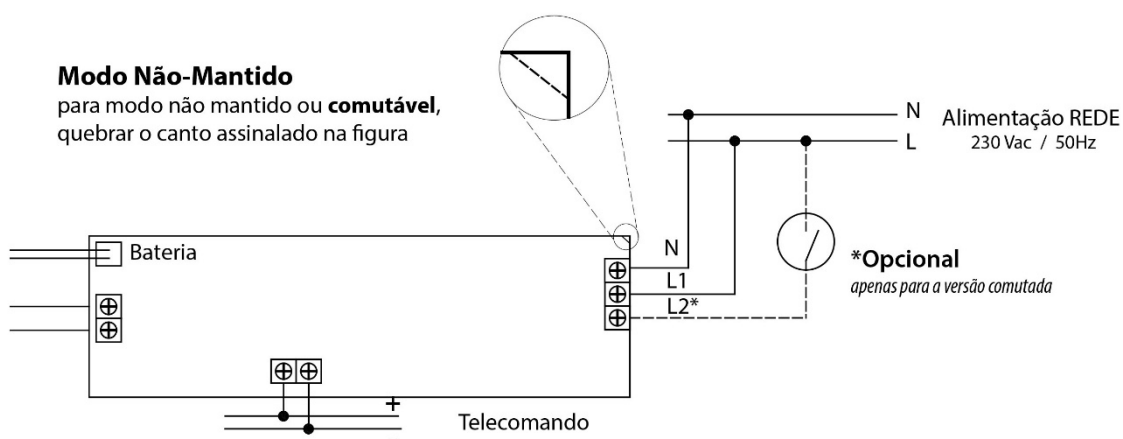 Modo Não-Mantido
para modo não mantido ou comutável,
quebrar o canto assinalado na figura
N
Alimentação REDE
L
230 Vac / 50Hz
Bateria
N
L1
L2*
*Opcional
apenas para a versão comutada
+
Telecomando